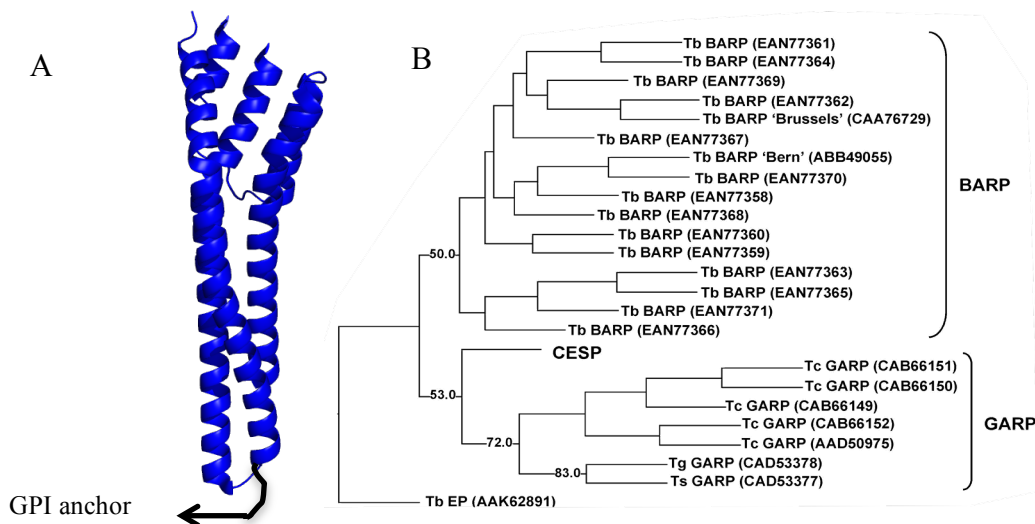 A
GPI anchor
B
Tb BARP (EAN77361)
Tb BARP (EAN77364)
Tb BARP (EAN77369)
Tb BARP (EAN77362)
Tb BARP ‘Brussels’ (CAA76729)
Tb BARP (EAN77367)
Tb BARP ‘Bern’ (ABB49055)
Tb BARP (EAN77370)
Tb BARP (EAN77358)
Tb BARP (EAN77368)
Tb BARP (EAN77360)
Tb BARP (EAN77359)
Tb BARP (EAN77363)
Tb BARP (EAN77365)
Tb BARP (EAN77371)
Tb BARP (EAN77366)
BARP
50.0
CESP
53.0
Tc GARP (CAB66151)
Tc GARP (CAB66150)
Tc GARP (CAB66149)
Tc GARP (CAB66152)
Tc GARP (AAD50975)
Tg GARP (CAD53378)
Ts GARP (CAD53377)
GARP
72.0
83.0
Tb EP (AAK62891)